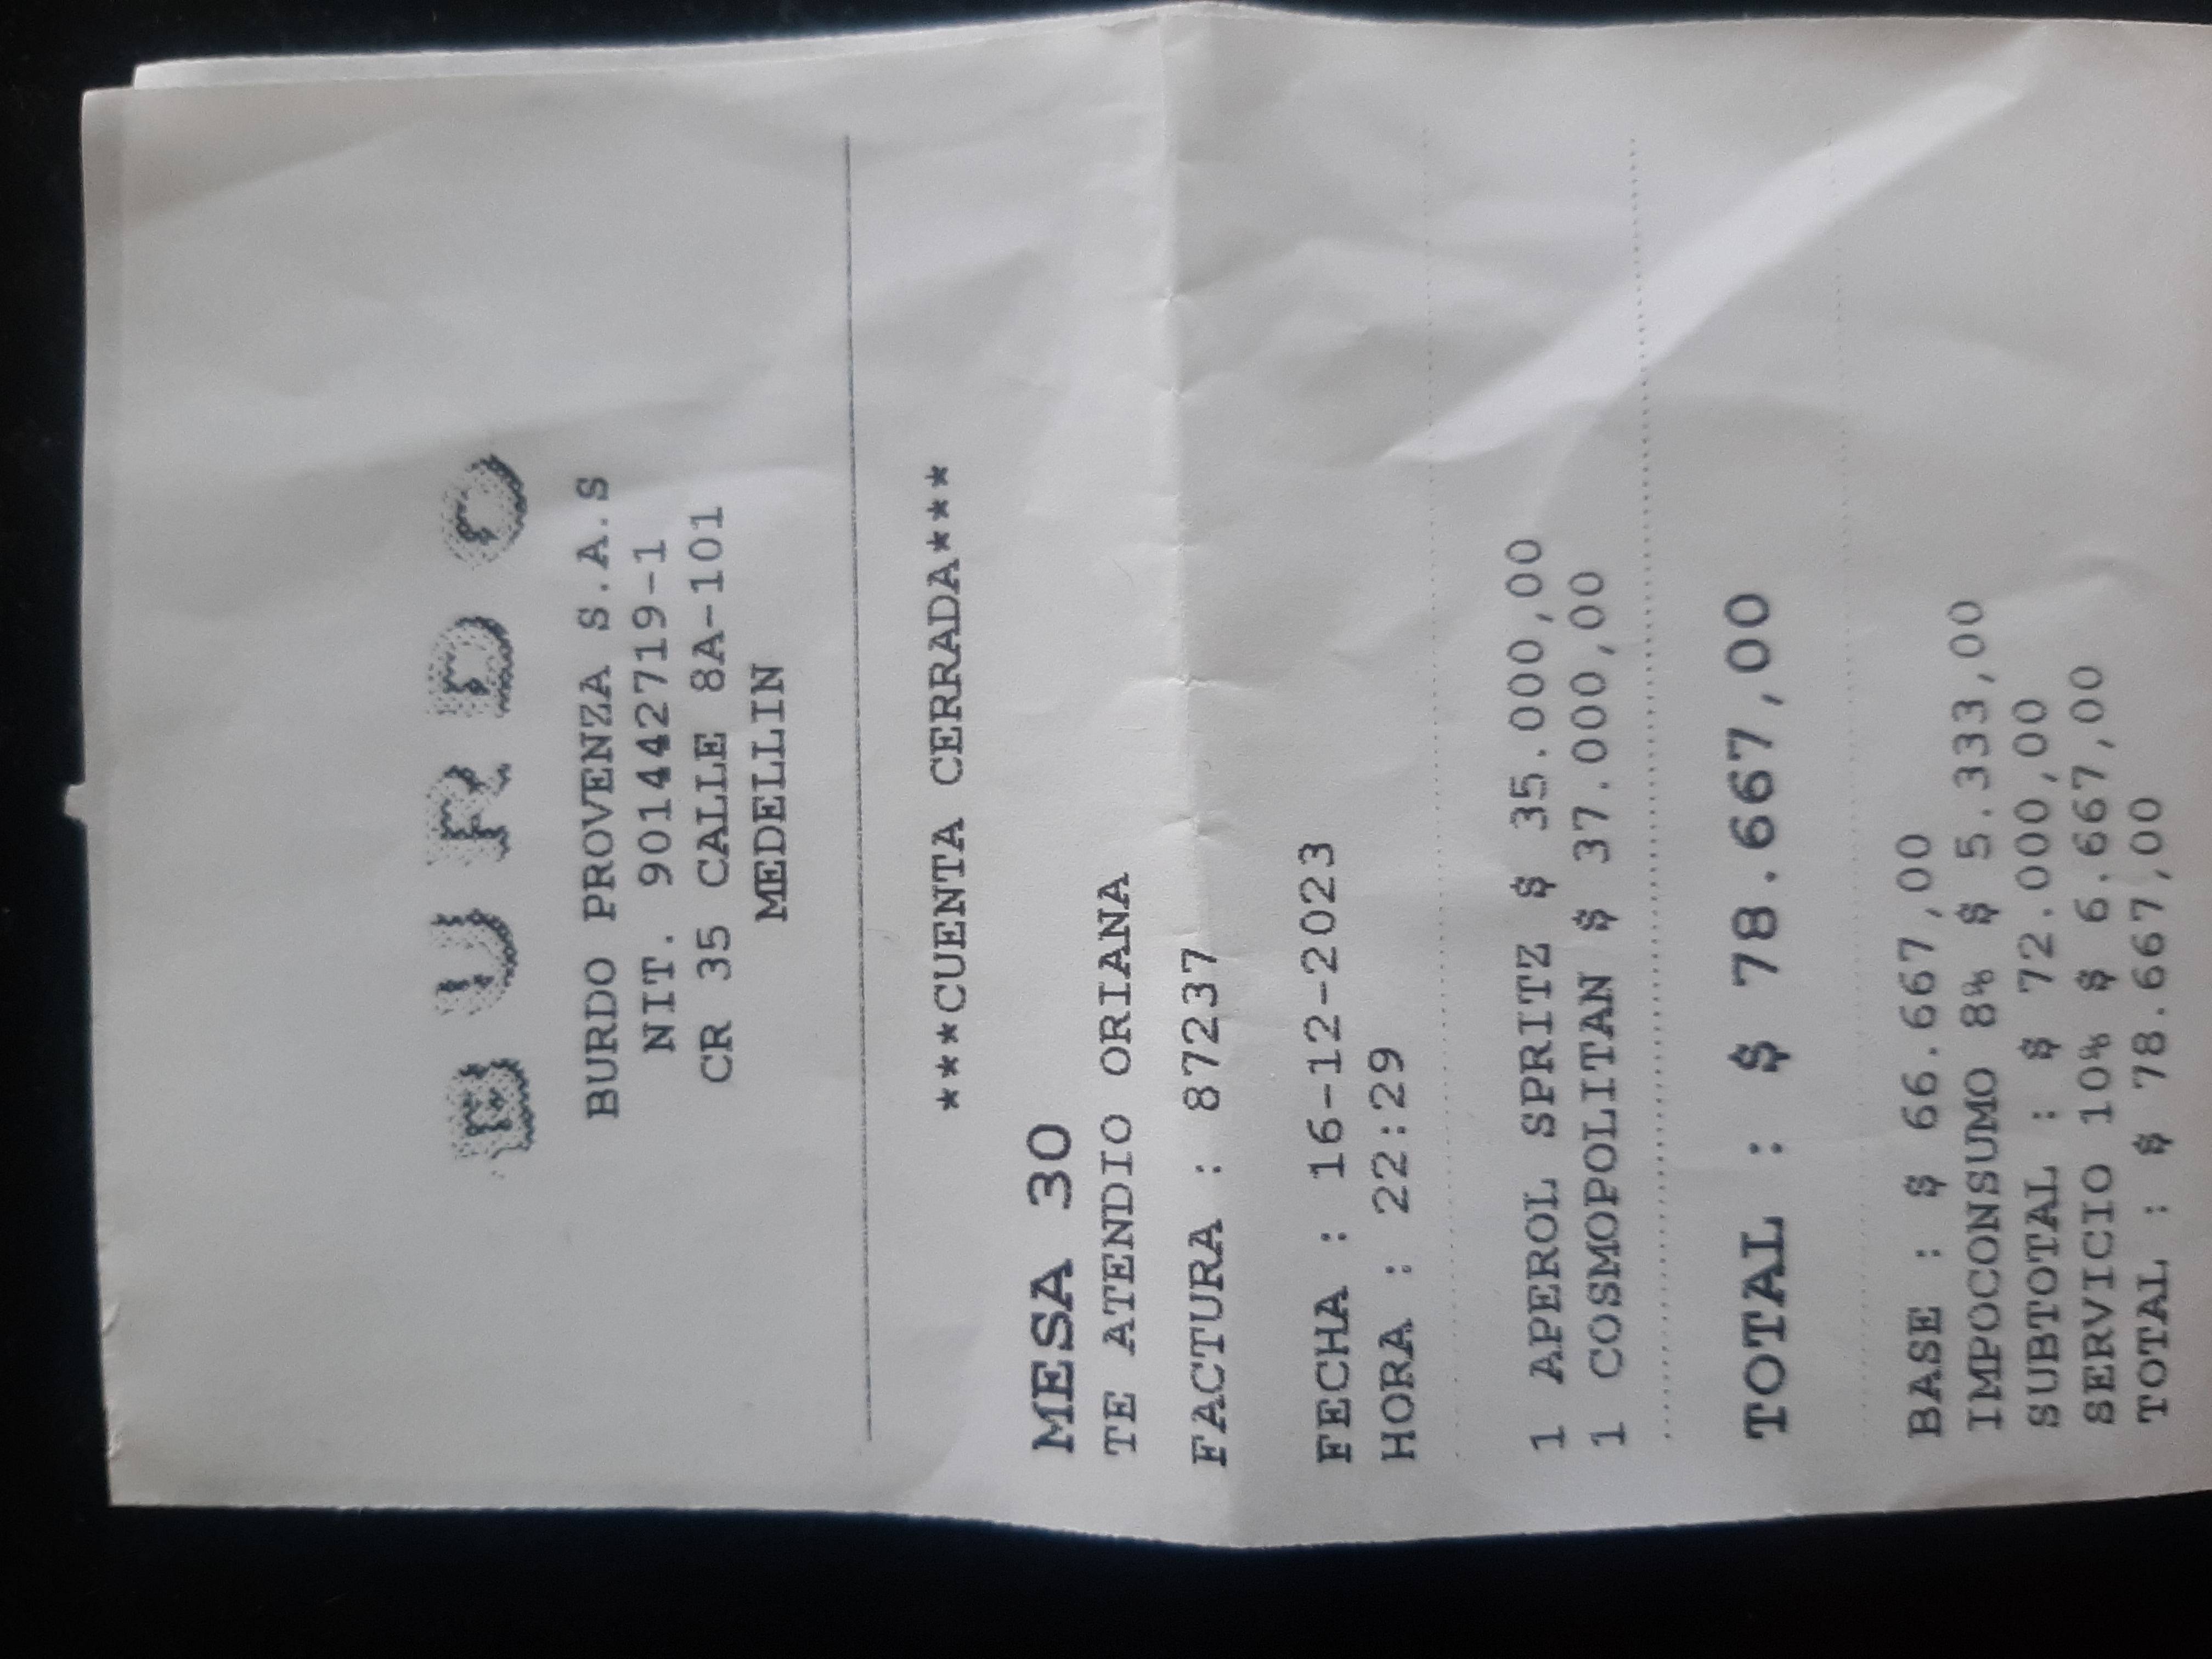 BURDO
BURDO PROVENZA S.A.S
NIT. 901442719-1
CR 35 CALLE 8A-101
MEDELLIN
***CUENTA CERRADA***
MESA 30
TE ATENDIO ORIANA
FACTURA : 87237
FECHA : 16-12-2023
HORA : 22:29
1 APEROL SPRITZ $ 35.000,00
1 COSMOPOLITAN $ 37.000,00
TOTAL : $ 78.667,00
BASE : $ 66.667,00
IMPOCONSUMO 8% $ 5.333,00
SUBTOTAL : $ 72.000,00
SERVICIO 10% $ 6.667,00
TOTAL : $ 78.667,00